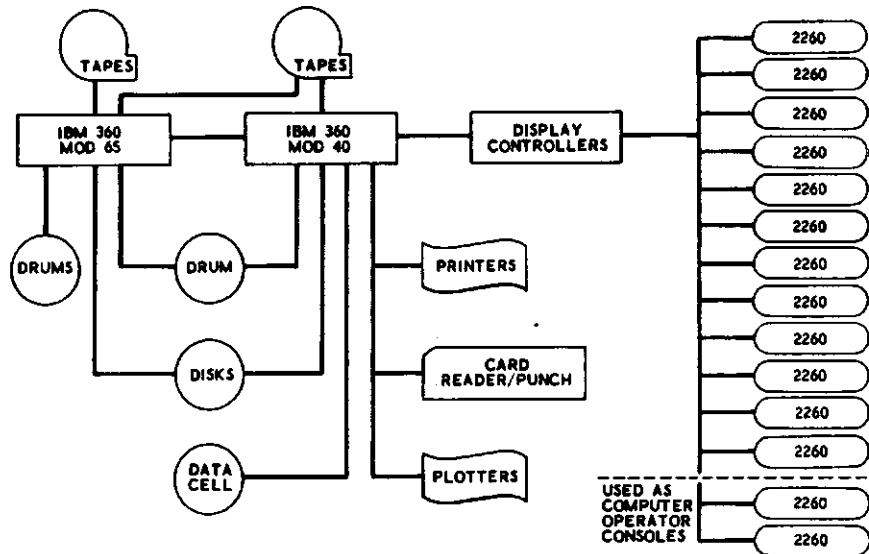 TAPES
TAPES
IBM 360
MOD 65
IBM 360
MOD 40
DISPLAY
CONTROLLERS
DRUMS
DRUM
PRINTERS
DISKS
CARD
READER/PUNCH
DATA
CELL
PLOTTERS
2260
2260
2260
2260
2260
2260
2260
2260
2260
2260
2260
2260
USED AS
COMPUTER
OPERATOR
CONSOLES
2260
2260